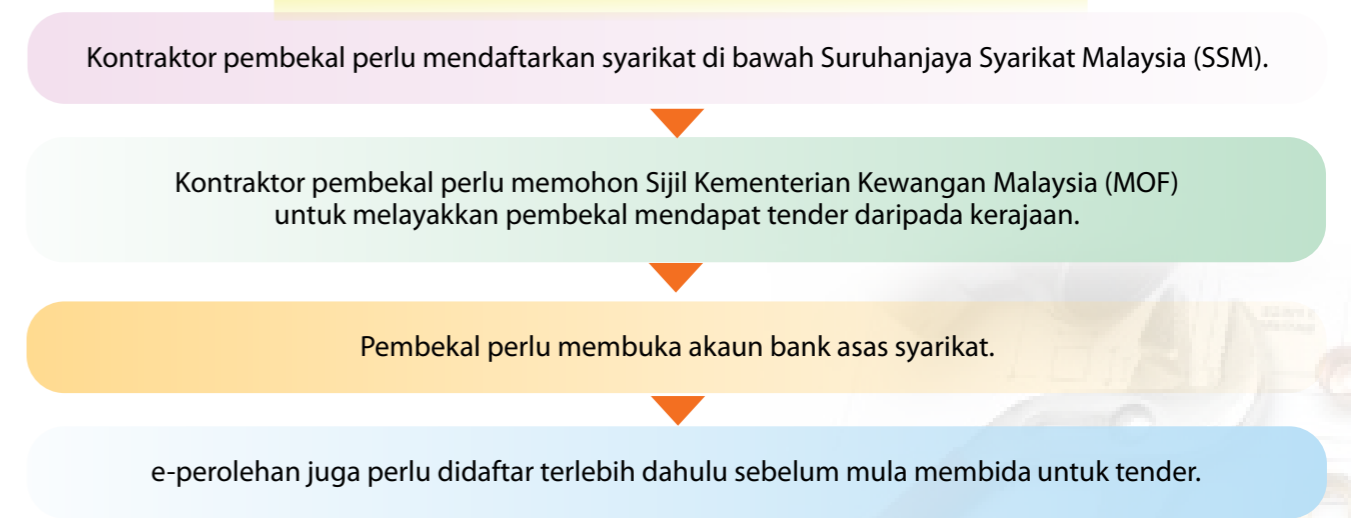 Kontraktor pembekal perlu mendaftarkan syarikat di bawah Suruhanjaya Syarikat Malaysia (SSM).
Kontraktor pembekal perlu memohon Sijil Kementerian Kewangan Malaysia (MOF)
untuk melayakkan pembekal mendapat tender daripada kerajaan.
Pembekal perlu membuka akaun bank asas syarikat.
e-perolehan juga perlu didaftar terlebih dahulu sebelum mula membida untuk tender.